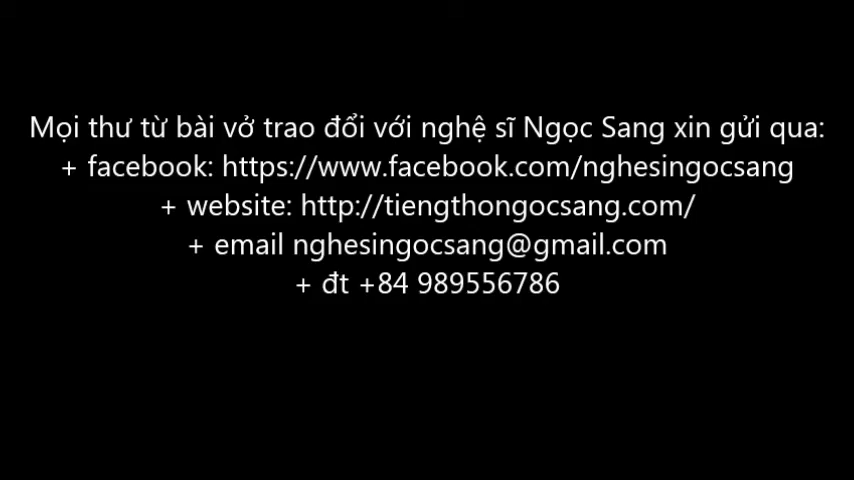 Mọi thư từ bài vở trao đổi với nghệ sĩ Ngọc Sang xin gửi qua:
+ facebook: https://www.facebook.com/nghesingocsang
+ website: http://tiengthongocsang.com/
+ email nghesingocsang@gmail.com
+ đt +84 989556786